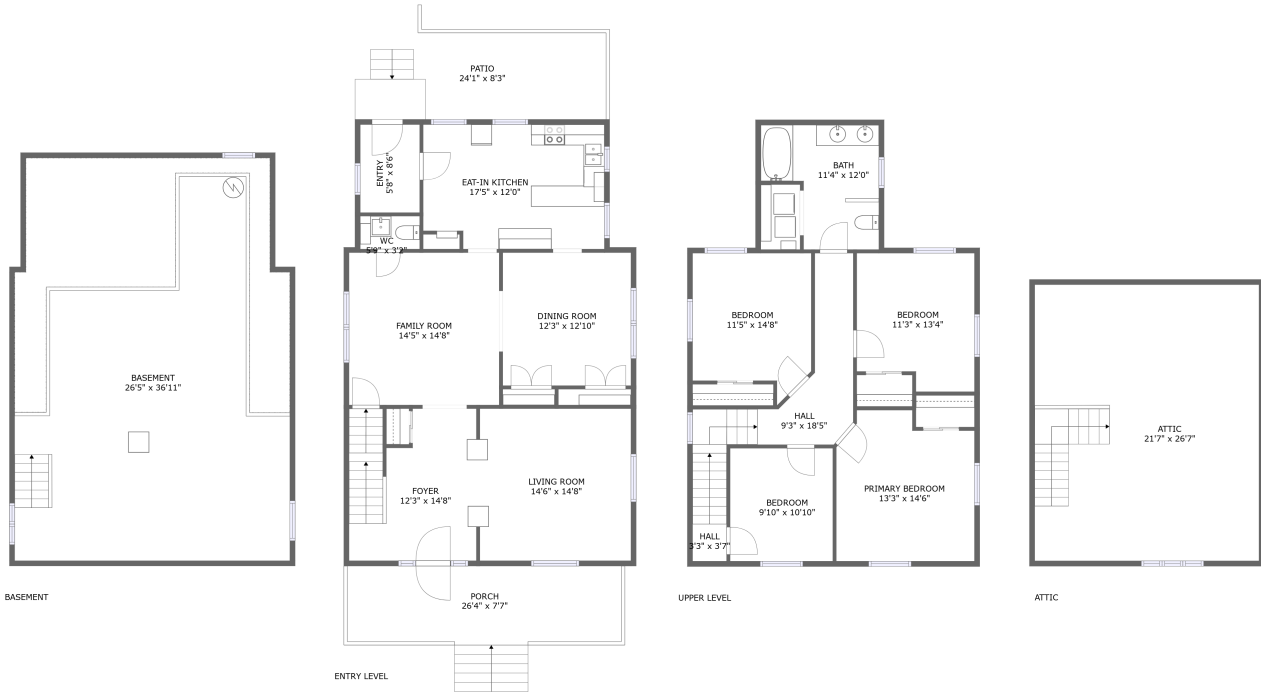 PATIO
24'1" x 8'3"
ENTRY
5'8" x 8'6"
EAT-IN KITCHEN
17'5" x 12'0"
WC
5'9" x 3'2"
FAMILY ROOM
14'5" x 14'8"
DINING ROOM
12'3" x 12'10"
FOYER
12'3" x 14'8"
LIVING ROOM
14'6" x 14'8"
PORCH
26'4" x 7'7"
ENTRY LEVEL
BASEMENT
26'5" x 36'11"
BASEMENT
BATH
11'4" x 12'0"
BEDROOM
11'5" x 14'8"
BEDROOM
11'3" x 13'4"
HALL
9'3" x 18'5"
PRIMARY BEDROOM
13'3" x 14'6"
BEDROOM
9'10" x 10'10"
HALL
3'3" x 3'7"
UPPER LEVEL
ATTIC
21'7" x 26'7"
ATTIC